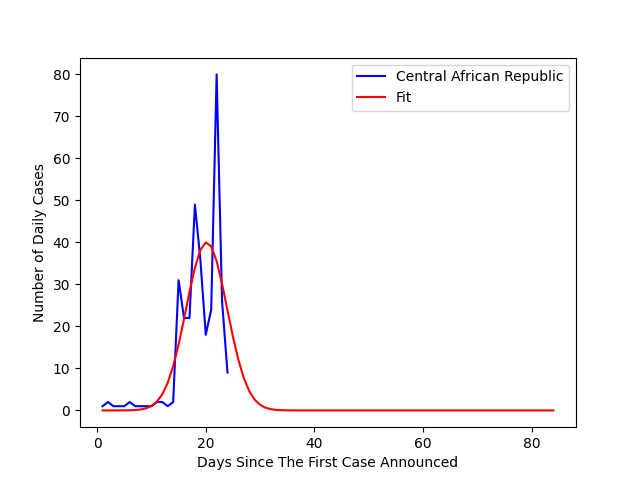 Central African Republic
Fit
Number of Daily Cases
80
70
60
50
40
30
20
10
0
0 20 40 60 80
Days Since The First Case Announced